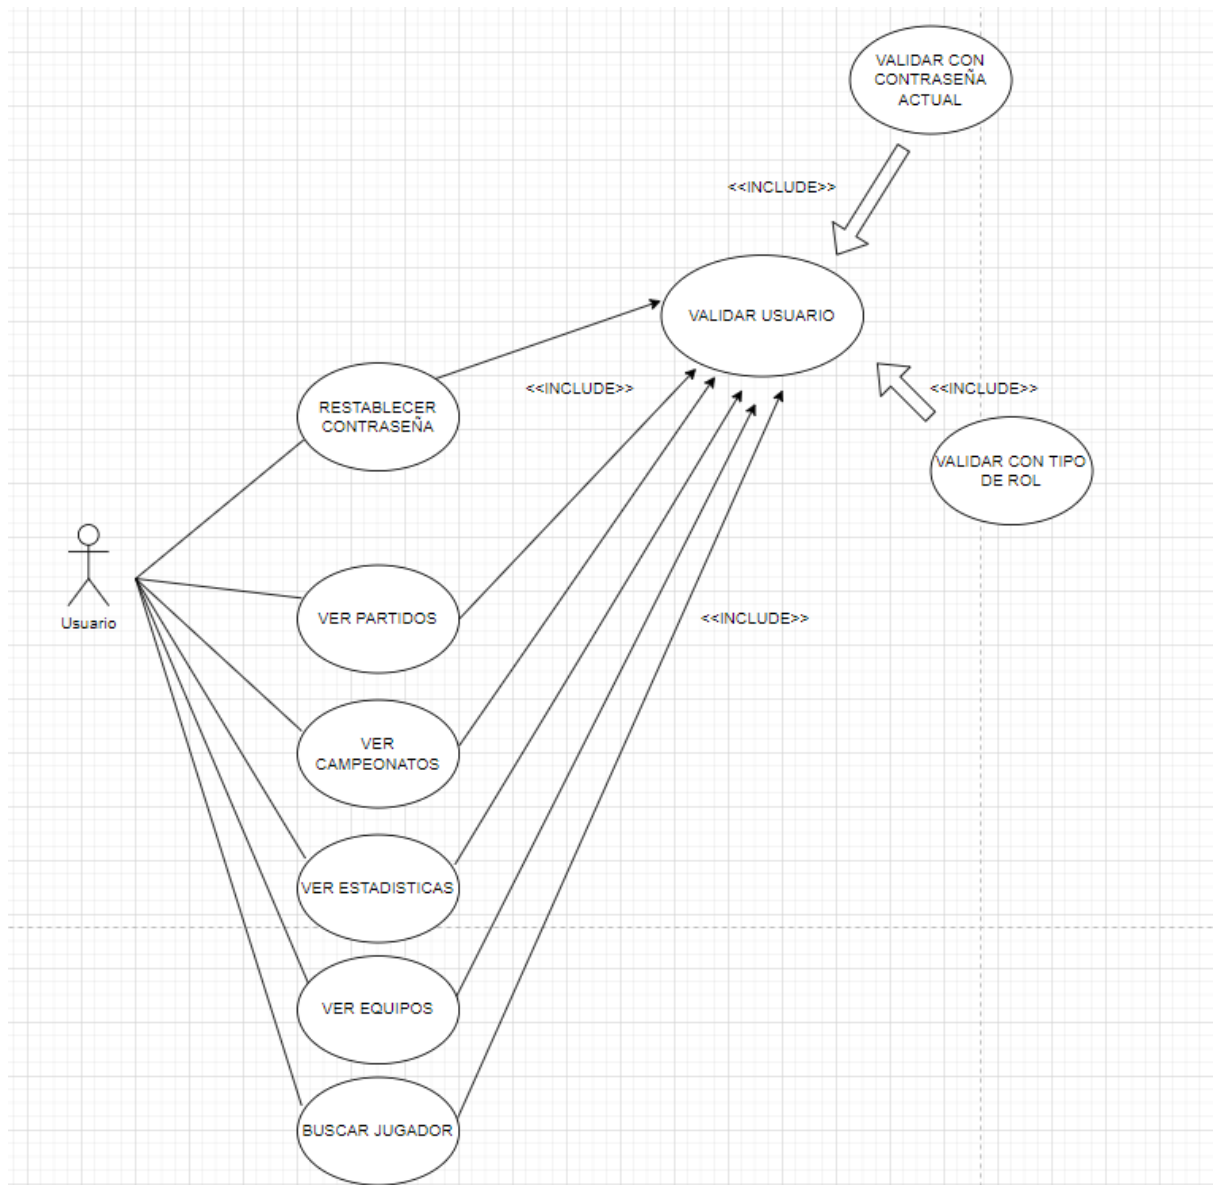 VALIDAR CON
CONTRASEÑA
ACTUAL
<<INCLUDE>>
VALIDAR USUARIO
<<INCLUDE>>
<<INCLUDE>>
RESTABLECER
CONTRASEÑA
VALIDAR CON TIPO
DE ROL
Usuario
VER PARTIDOS
<<INCLUDE>>
VER
CAMPEONATOS
VER ESTADISTICAS
VER EQUIPOS
BUSCAR JUGADOR